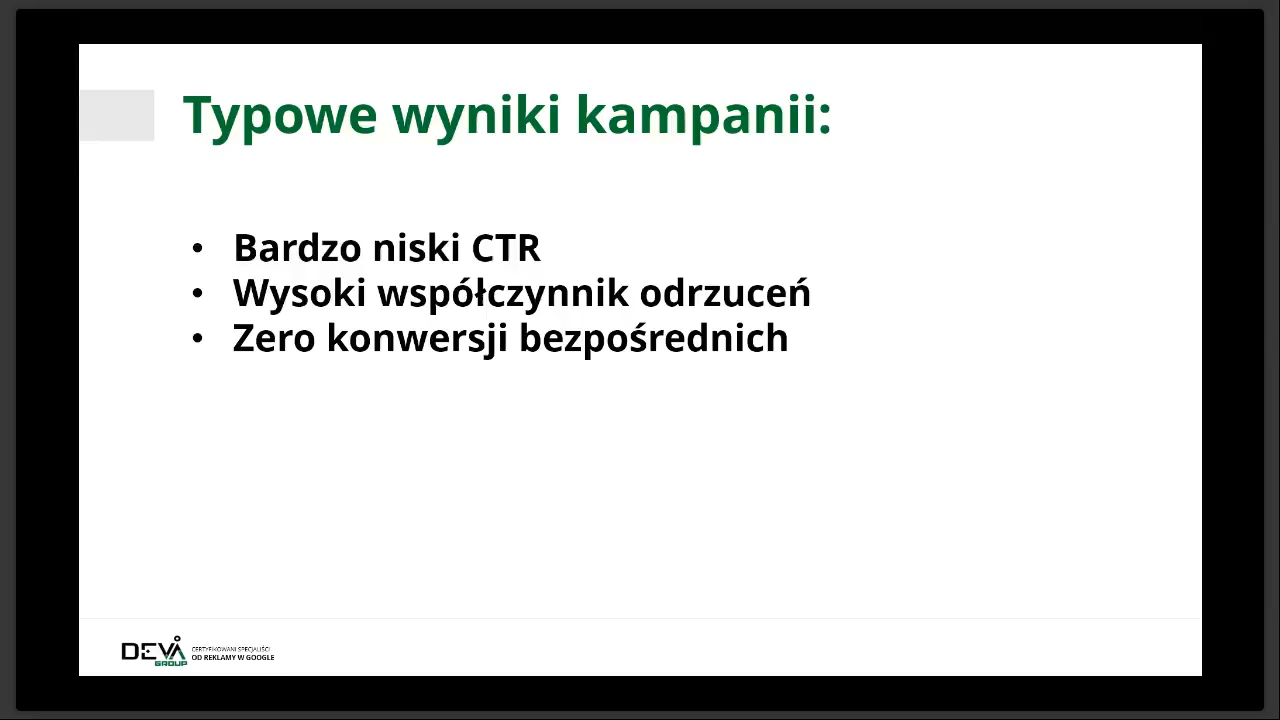 Typowe wyniki kampanii:
• Bardzo niski CTR
• Wysoki współczynnik odrzuceń
• Zero konwersji bezpośrednich
DEVA GROUP
CERTYFIKOWANI SPECJALIŚCI
OD REKLAMY W GOOGLE